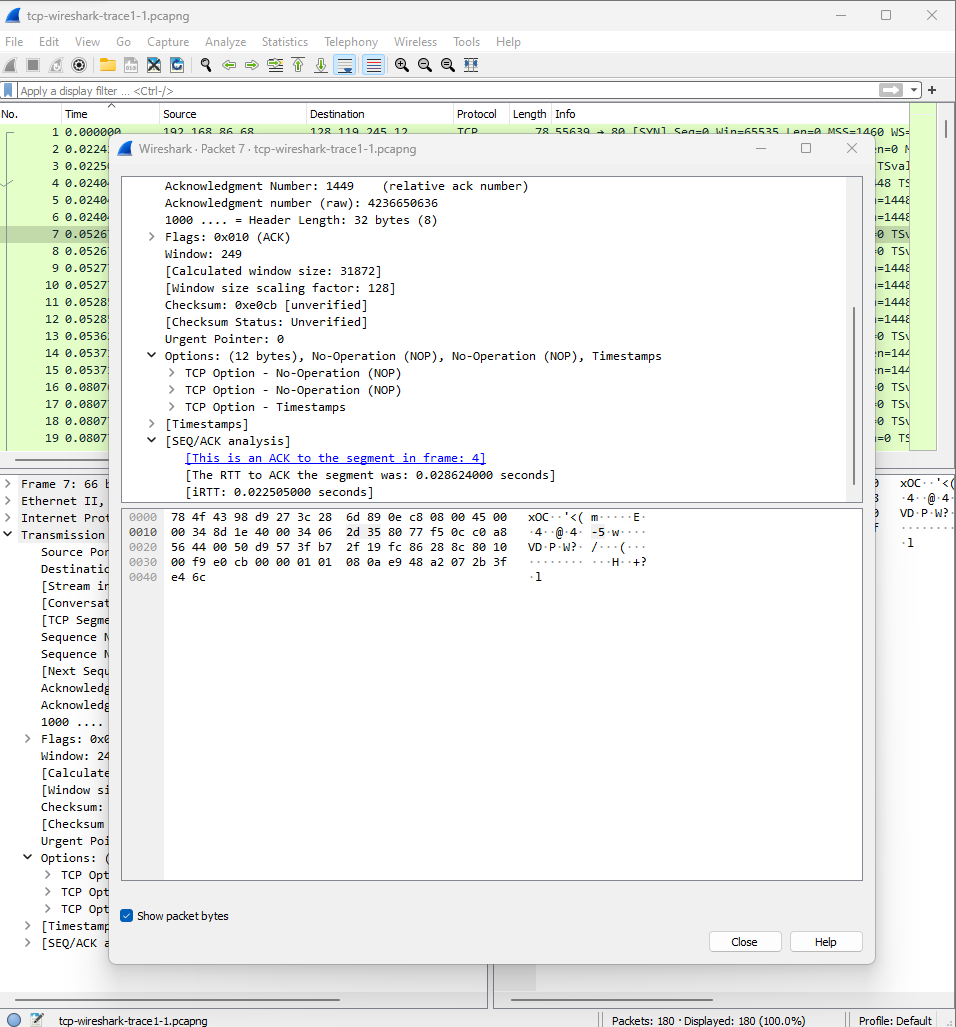 tcp-wireshark-trace1-1.pcapng
File Edit View Go Capture Analyze Statistics Telephony Wireless Tools Help
Apply a display filter ... <Ctrl-/>
No. Time Source Destination Protocol Length Info
1 0.000000 192.168.86.68 128.119.245.12 TCP 78 55639 → 80 [SYN] Seq=0 Win=65535 Len=0 MSS=1460 WS=
2 0.0224
3 0.0225 TSval
4 0.0240
5 0.0240 =1448
6 0.0240 =1448
7 0.0526 =0 TSv
8 0.0526 =0 TSv
9 0.0527 n=1448
10 0.0527 n=1448
11 0.0528 n=1448
12 0.0528 n=1448
13 0.0536
14 0.0537
15 0.0537
16 0.0807
17 0.0807
18 0.0807
19 0.0807
Wireshark · Packet 7 · tcp-wireshark-trace1-1.pcapng
Acknowledgment Number: 1449 (relative ack number)
Acknowledgment number (raw): 4236650636
1000 .... = Header Length: 32 bytes (8)
Flags: 0x010 (ACK)
Window: 249
[Calculated window size: 31872]
[Window size scaling factor: 128]
Checksum: 0xe0cb [unverified]
[Checksum Status: Unverified]
Urgent Pointer: 0
Options: (12 bytes), No-Operation (NOP), No-Operation (NOP), Timestamps
TCP Option - No-Operation (NOP)
TCP Option - No-Operation (NOP)
TCP Option - Timestamps
[Timestamps]
[SEQ/ACK analysis]
[This is an ACK to the segment in frame: 4]
[The RTT to ACK the segment was: 0.028624000 seconds]
[iRTT: 0.022505000 seconds]
0000 78 4f 43 98 d9 27 3c 28 6d 89 0e c8 08 00 45 00 xOC··'<( m·····E·
0010 00 34 8d 1e 40 00 34 06 2d 35 80 77 f5 0c c0 a8 ·4··@·4· -5·w····
0020 56 44 00 50 d9 57 3f b7 2f 19 fc 86 28 8c 80 10 VD·P·W?· /···(···
0030 00 f9 e0 cb 00 00 01 01 08 0a e9 48 a2 07 2b 3f ········ ···H··+?
0040 e4 6c ·l
Show packet bytes
Close Help
Frame 7: 66 b
Ethernet II,
Internet Prot
Transmission
Source Por
Destinatio
[Stream in
[Conversat
[TCP Segme
Sequence N
Sequence N
[Next Sequ
Acknowledg
Acknowledg
1000 ....
Flags: 0x0
Window: 24
[Calculate
[Window si
Checksum:
[Checksum
Urgent Poi
Options: (
TCP Opt
TCP Opt
TCP Opt
[Timestamp
[SEQ/ACK a
xOC··'<(
·4··@·4·
VD·P·W?·
········
·l
tcp-wireshark-trace1-1.pcapng Packets: 180 · Displayed: 180 (100.0%) Profile: Default